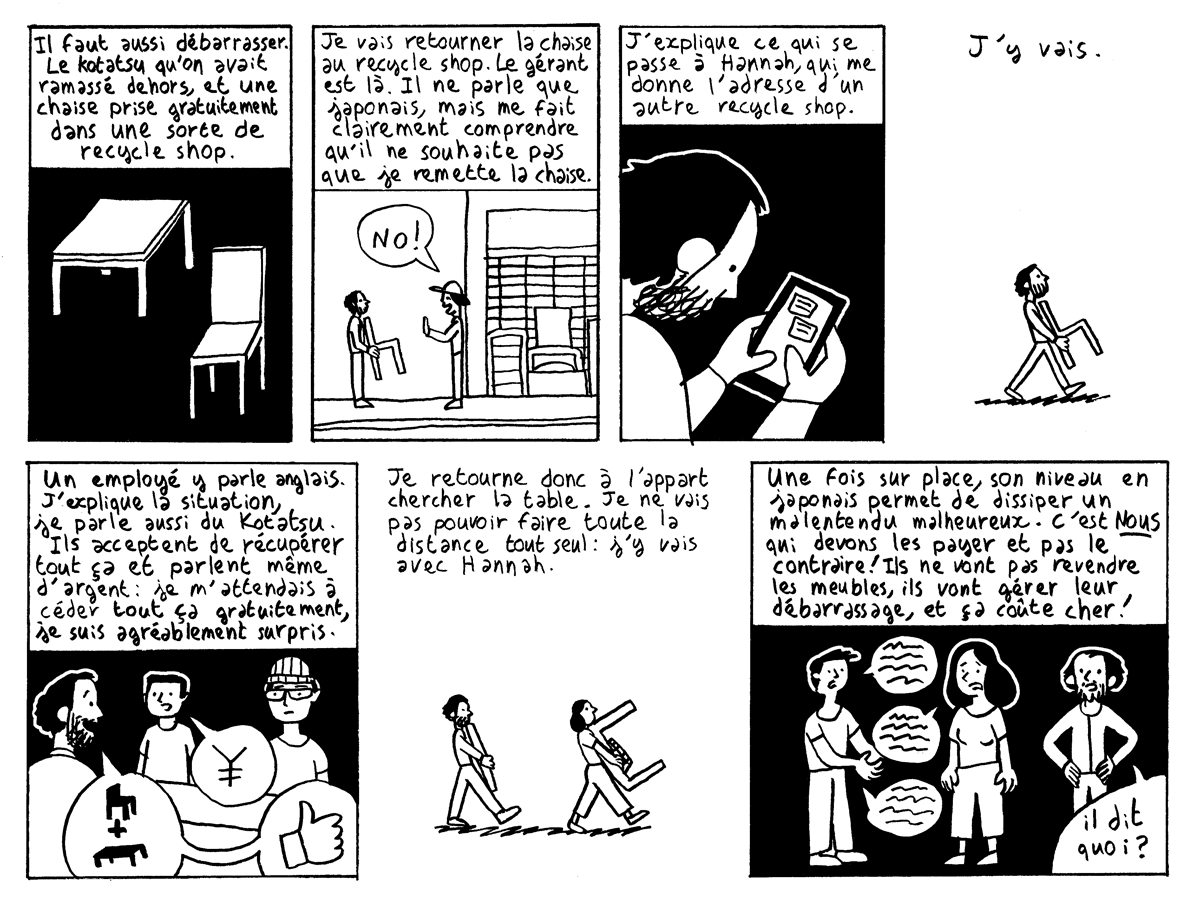 Il faut aussi débarrasser.
Le kotatsu qu'on avait
ramassé dehors, et une
chaise prise gratuitement
dans une sorte de
recycle shop.
Je vais retourner la chaise
au recycle shop. Le gérant
est là. Il ne parle que
japonais, mais me fait
clairement comprendre
qu'il ne souhaite pas
que je remette la chaise.
NO!
J'explique ce qui se
passe à Hannah, qui me
donne l'adresse d'un
autre recycle shop.
J'y vais.
Un employé y parle anglais.
J'explique la situation,
je parle aussi du Kotatsu.
Ils acceptent de récupérer
tout ça et parlent même
d'argent: je m'attendais à
céder tout ça gratuitement,
je suis agréablement surpris.
¥
+
Je retourne donc à l'appart
chercher la table. Je ne vais
pas pouvoir faire toute la
distance tout seul: j'y vais
avec Hannah.
Une fois sur place, son niveau en
japonais permet de dissiper un
malentendu malheureux. C'est NOUS
qui devons les payer et pas le
contraire! Ils ne vont pas revendre
les meubles, ils vont gérer leur
débarrassage, et ça coûte cher!
il dit
quoi?